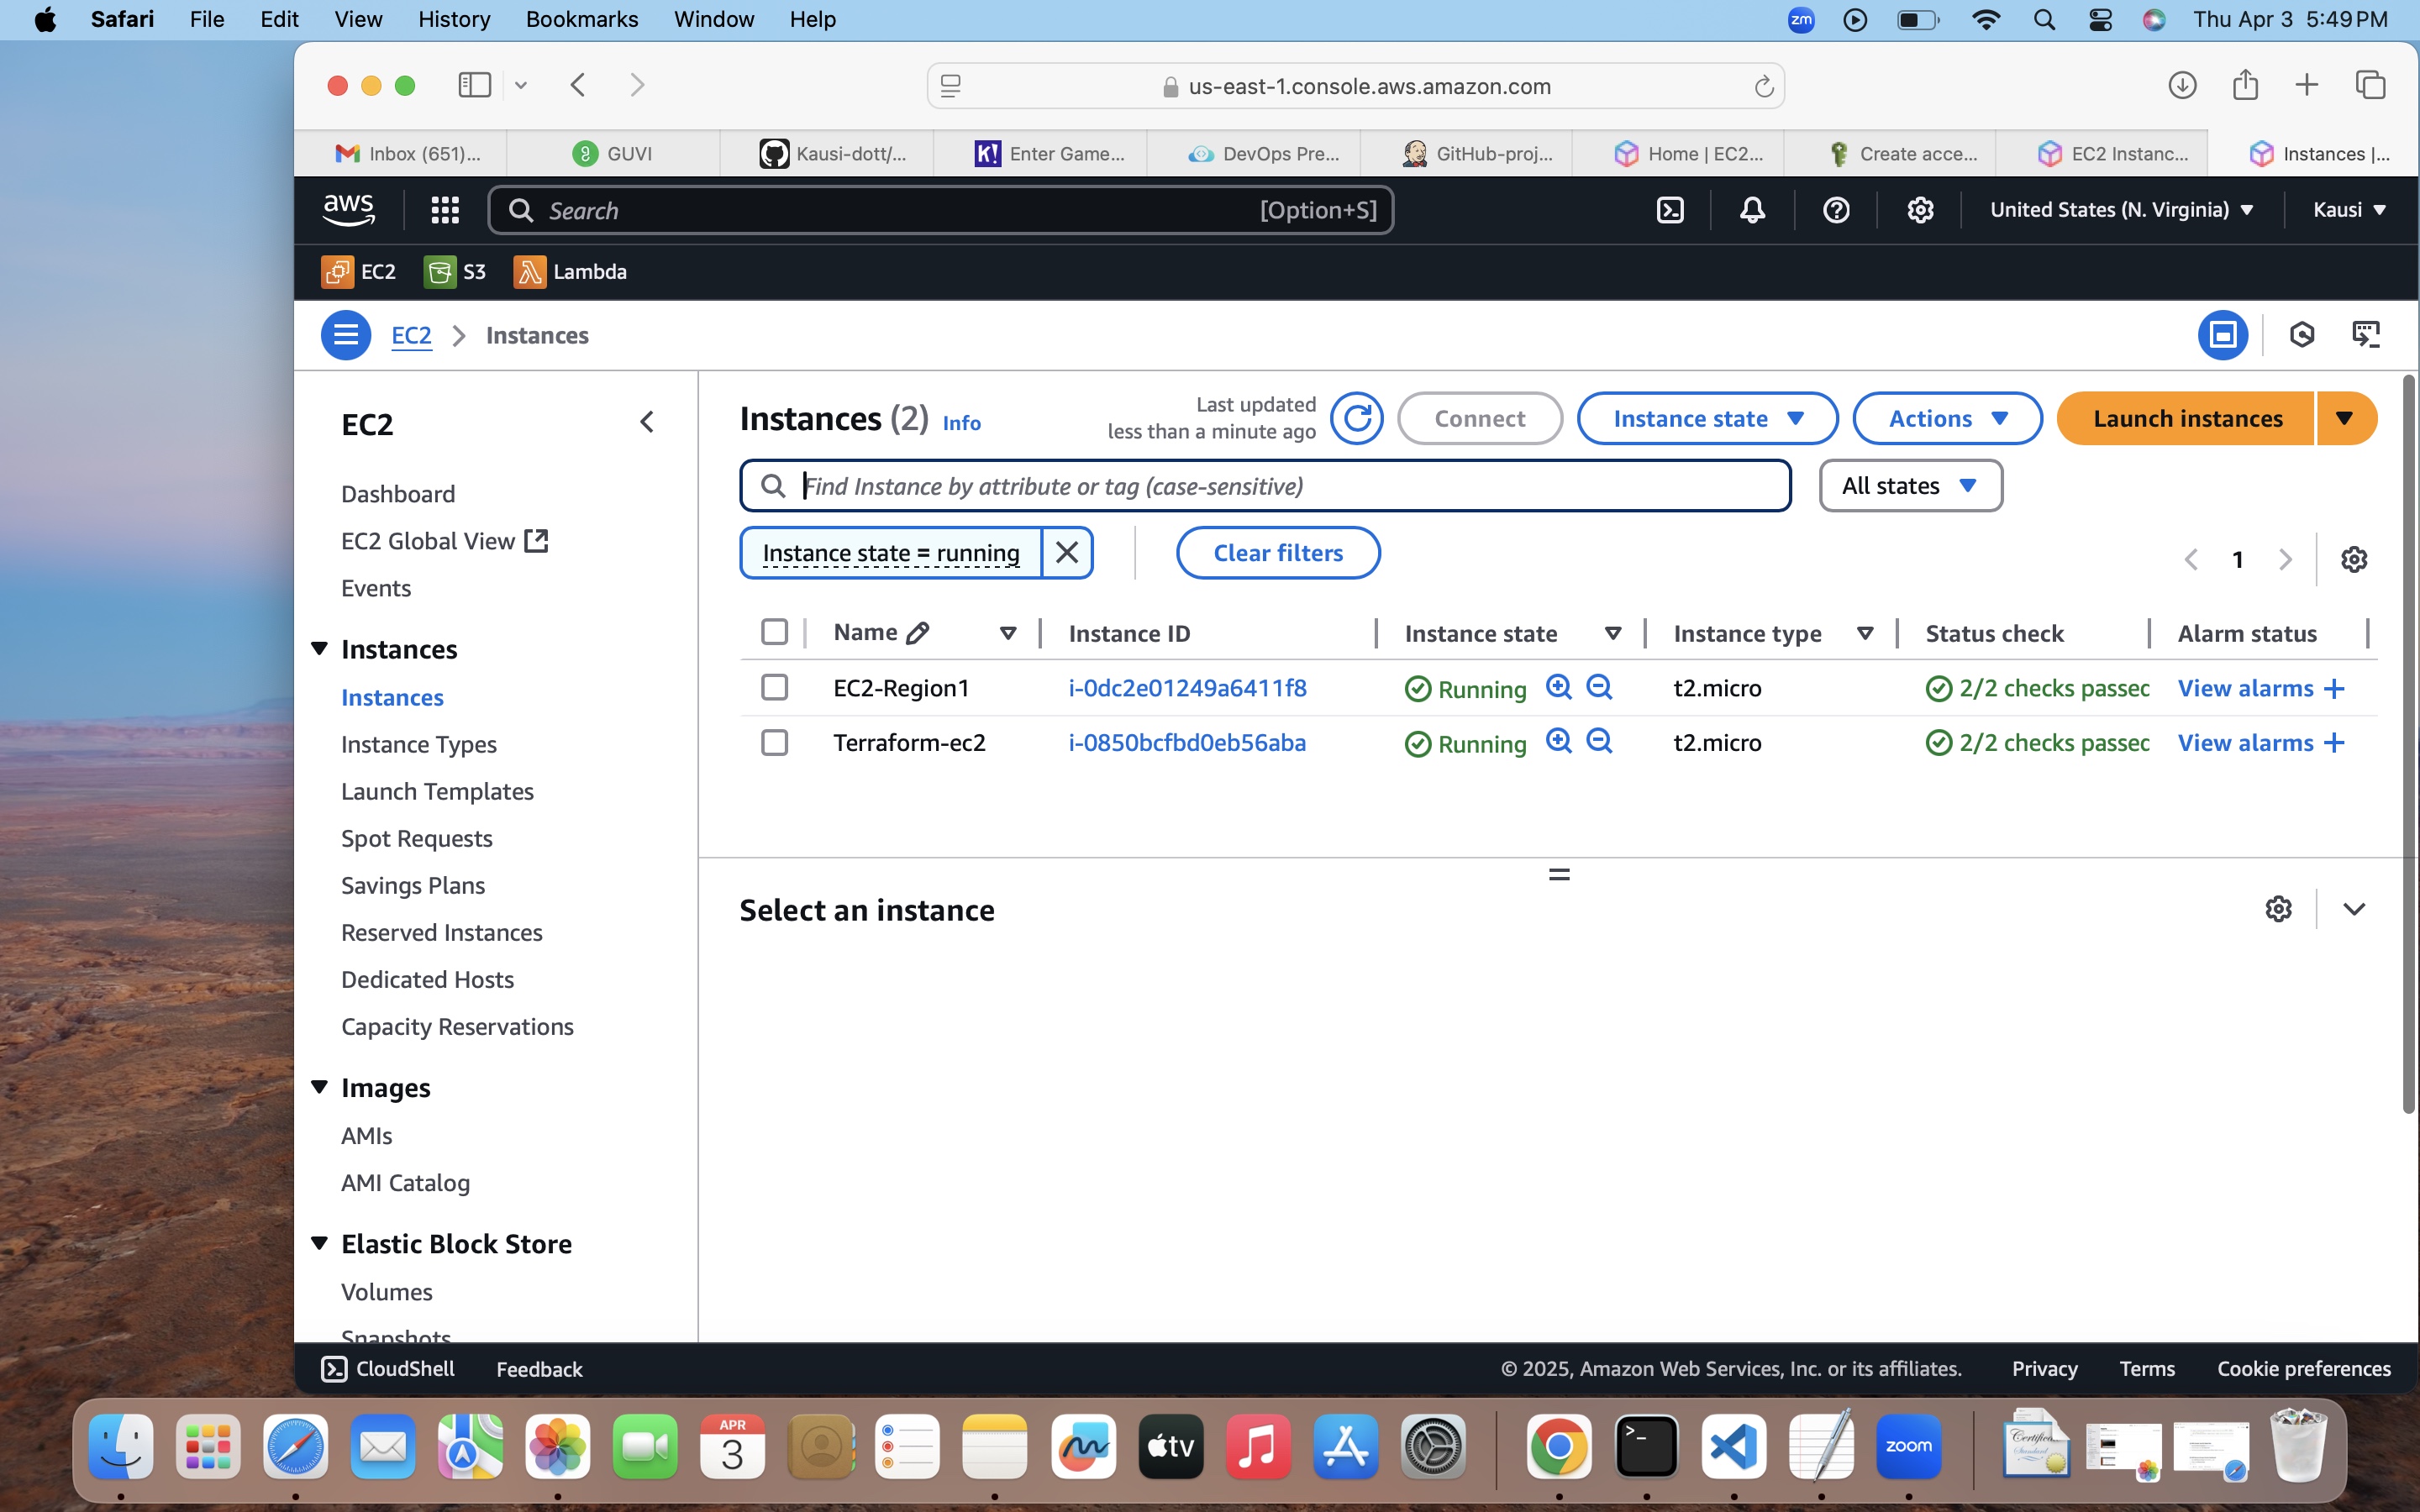 Safari File Edit View History Bookmarks Window Help zm Thu Apr 3 5:49 PM
us-east-1.console.aws.amazon.com
Inbox (651)... GUVI Kausi-dott/... K! Enter Game... DevOps Pre... GitHub-proj... Home | EC2... Create acce... EC2 Instanc... Instances |...
aws Search [Option+S] United States (N. Virginia) Kausi
EC2 S3 Lambda
EC2 Instances
EC2
Dashboard
EC2 Global View
Events
Instances
Instances
Instance Types
Launch Templates
Spot Requests
Savings Plans
Reserved Instances
Dedicated Hosts
Capacity Reservations
Images
AMIs
AMI Catalog
Elastic Block Store
Volumes
Snapshots
Instances (2) Info
Last updated
less than a minute ago
Connect Instance state Actions Launch instances
Find Instance by attribute or tag (case-sensitive) All states
Instance state = running Clear filters 1
Name Instance ID Instance state Instance type Status check Alarm status
EC2-Region1 i-0dc2e01249a6411f8 Running t2.micro 2/2 checks passec View alarms +
Terraform-ec2 i-0850bcfbd0eb56aba Running t2.micro 2/2 checks passec View alarms +
Select an instance
CloudShell Feedback © 2025, Amazon Web Services, Inc. or its affiliates. Privacy Terms Cookie preferences
APR
3
tv
zoom